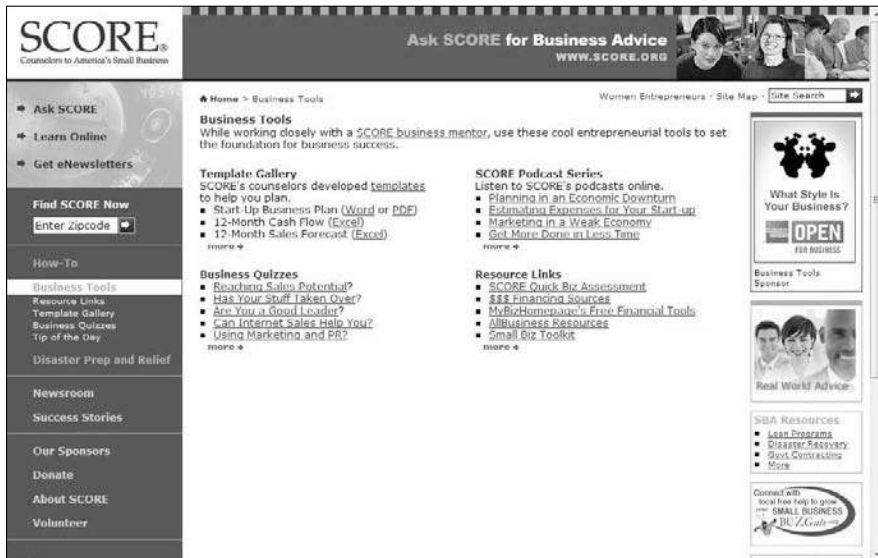 SCORE®
Counselors to America's Small Business
Ask SCORE for Business Advice
WWW.SCORE.ORG
Ask SCORE
Learn Online
Get eNewsletters
Find SCORE Now
Enter Zipcode
How-To
Business Tools
Resource Links
Template Gallery
Business Quizzes
Tip of the Day
Disaster Prep and Relief
Newsroom
Success Stories
Our Sponsors
Donate
About SCORE
Volunteer
Home > Business Tools
Women Entrepreneurs · Site Map · Site Search
Business Tools
While working closely with a SCORE business mentor, use these cool entrepreneurial tools to set
the foundation for business success.
Template Gallery
SCORE's counselors developed templates
to help you plan.
Start-Up Business Plan (Word or PDF)
12-Month Cash Flow (Excel)
12-Month Sales Forecast (Excel)
more
Business Quizzes
Reaching Sales Potential?
Has Your Stuff Taken Over?
Are You a Good Leader?
Can Internet Sales Help You?
Using Marketing and PR?
more
SCORE Podcast Series
Listen to SCORE's podcasts online.
Planning in an Economic Downturn
Estimating Expenses for Your Start-up
Marketing in a Weak Economy
Get More Done in Less Time
more
Resource Links
SCORE Quick Biz Assessment
$$$ Financing Sources
MyBizHomepage's Free Financial Tools
AllBusiness Resources
Small Biz Toolkit
more
What Style Is
Your Business?
OPEN
FOR BUSINESS
Business Tools
Sponsor
Real World Advice
SBA Resources
Loan Programs
Disaster Recovery
Govt Contracting
More
Connect with
local free help to grow
your SMALL BUSINESS
BUZGate.org